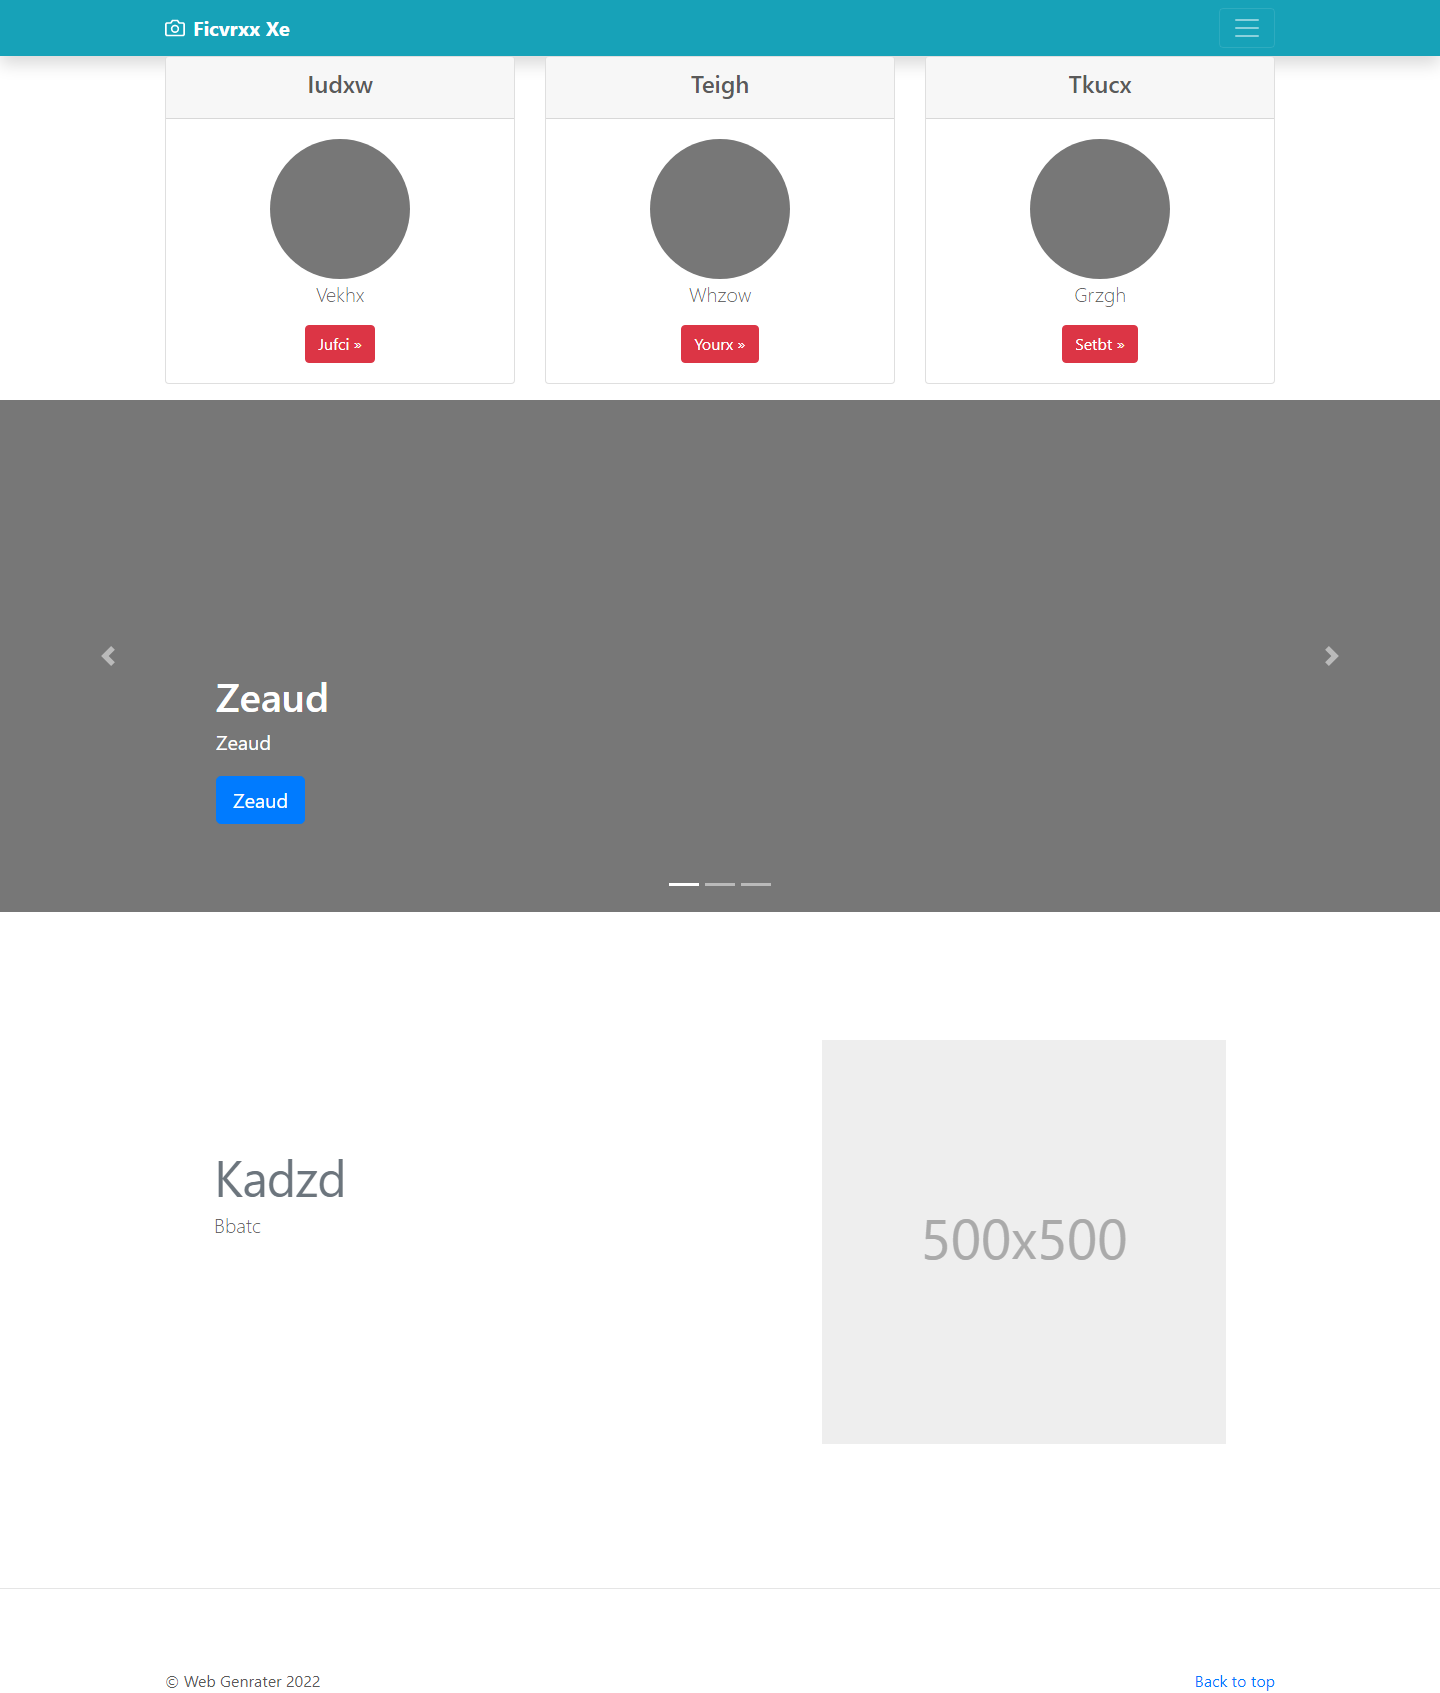 Ficvrxx Xe
Iudxw
Teigh
Tkucx
Vekhx
Whzow
Grzgh
Jufci »
Yourx »
Setbt »
Zeaud
Zeaud
Zeaud
Kadzd
Bbatc
500x500
© Web Genrater 2022
Back to top